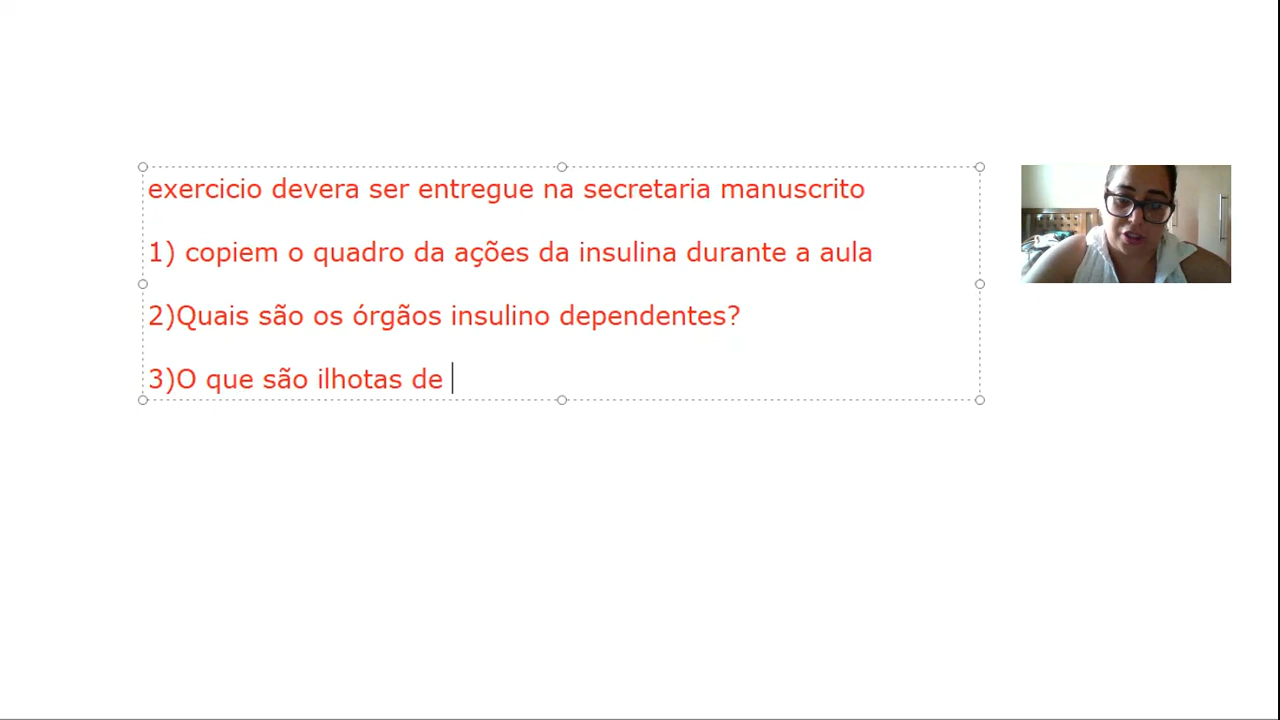 exercicio devera ser entregue na secretaria manuscrito
1) copiem o quadro da ações da insulina durante a aula
2)Quais são os órgãos insulino dependentes?
3)O que são ilhotas de